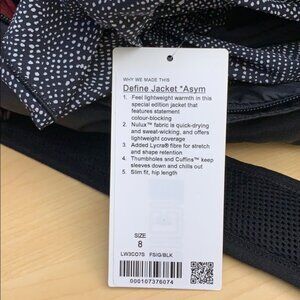 WHY WE MADE THIS
Define Jacket *Asym
1. Feel lightweight warmth in this
special edition jacket that
features statement
colour-blocking
2. Nulux™ fabric is quick-drying
and sweat-wicking, and offers
lightweight coverage
3. Added Lycra® fibre for stretch
and shape retention
4. Thumbholes and Cuffins™ keep
sleeves down and chills out
5. Slim fit, hip length
SIZE
8
LW3CD7S FSIG/BLK
000107376074